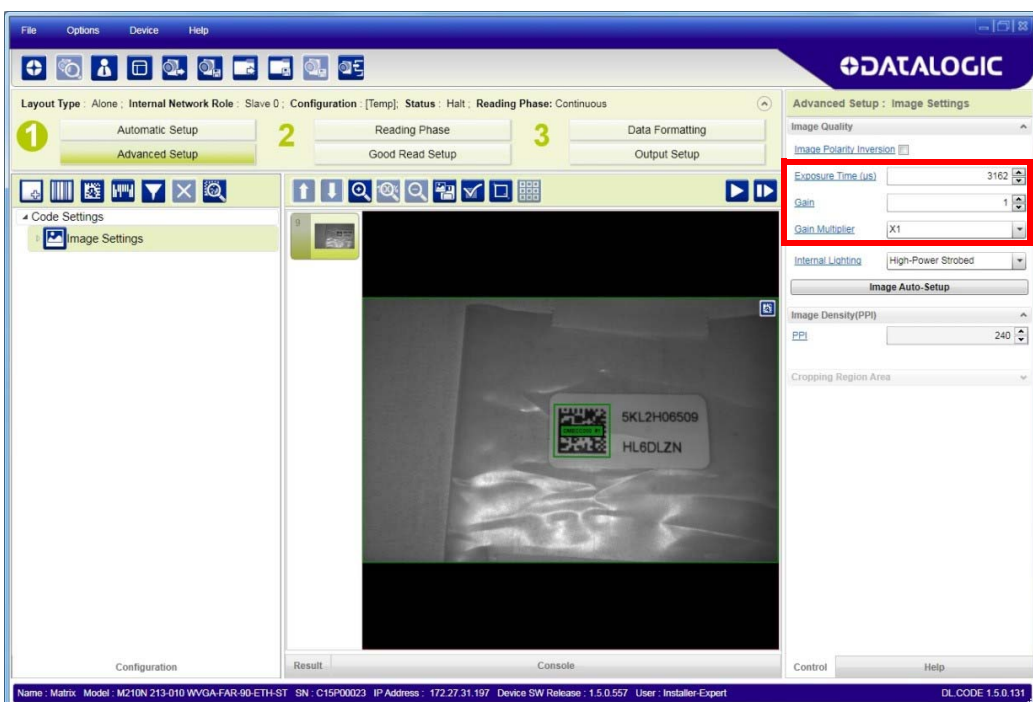 File Options Device Help
DATALOGIC
Layout Type : Alone ; Internal Network Role : Slave 0 ; Configuration : [Temp]; Status : Halt ; Reading Phase: Continuous
1 Automatic Setup 2 Reading Phase 3 Data Formatting
Advanced Setup Good Read Setup Output Setup
Advanced Setup : Image Settings
Image Quality
Image Polarity Inversion
Exposure Time (us) 3162
Gain 1
Gain Multiplier X1
Internal Lighting High-Power Strobed
Image Auto-Setup
Image Density(PPI)
PPI 240
Cropping Region Area
Code Settings
Image Settings
9
5KL2H06509
HL6DLZN
Configuration
Result Console
Control Help
Name : Matrix Model : M210N 213-010 WVGA-FAR-90-ETH-ST SN : C15P00023 IP Address : 172.27.31.197 Device SW Release : 1.5.0.557 User : Installer-Expert DL.CODE 1.5.0.131